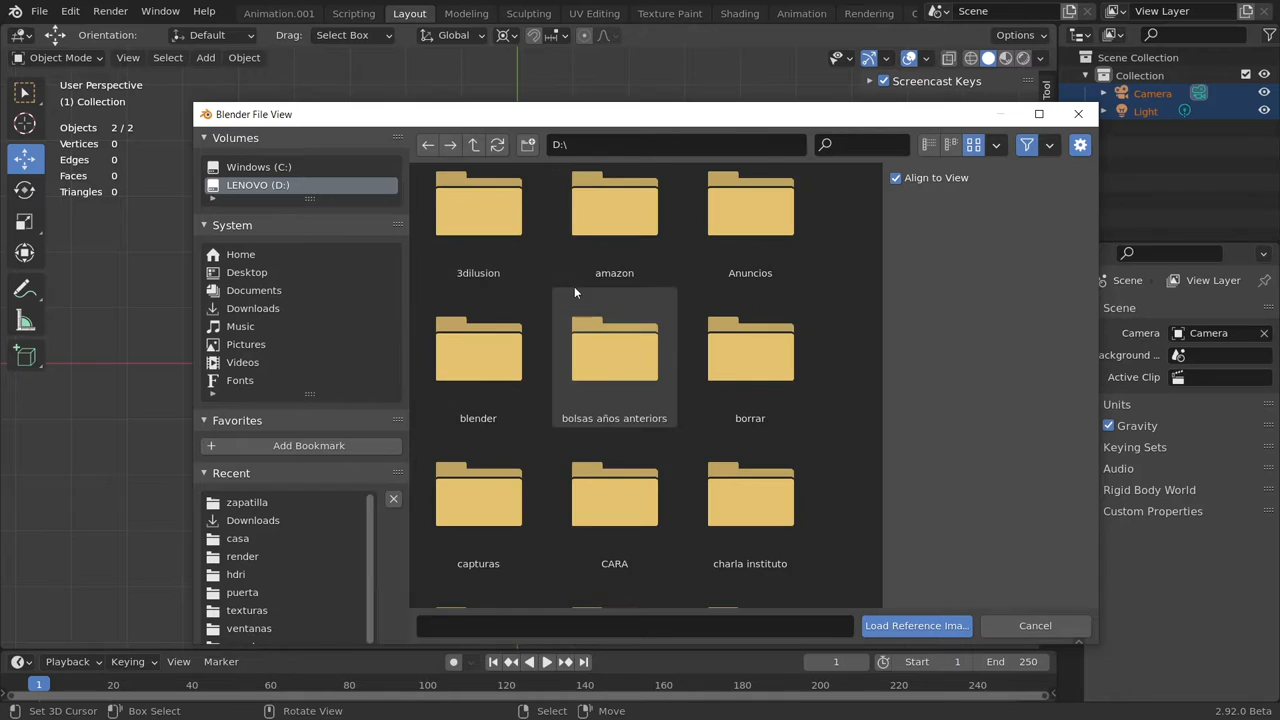 File Edit Render Window Help Animation.001 Scripting Layout Modeling Sculpting UV Editing Texture Paint Shading Animation Rendering C Scene View Layer
Orientation: Default Drag: Select Box Global Options
Object Mode View Select Add Object
Screencast Keys
Tool
User Perspective
(1) Collection
Objects 2 / 2
Vertices 0
Edges 0
Faces 0
Triangles 0
Scene Collection
Collection
Camera
Light
Blender File View
Volumes
Windows (C:)
LENOVO (D:)
System
Home
Desktop
Documents
Downloads
Music
Pictures
Videos
Fonts
Favorites
Add Bookmark
Recent
zapatilla
Downloads
casa
render
hdri
puerta
texturas
ventanas
D:\
3dilusion amazon Anuncios
blender bolsas años anteriors borrar
capturas CARA charla instituto
Align to View
Load Reference Ima... Cancel
Scene View Layer
Scene
Camera Camera
ackground ...
Active Clip
Units
Gravity
Keying Sets
Audio
Rigid Body World
Custom Properties
Playback Keying View Marker 1 Start 1 End 250
1 20 40 60 80 100 120 140 160 180 200 220 240
Set 3D Cursor Box Select Rotate View Select Move 2.92.0 Beta